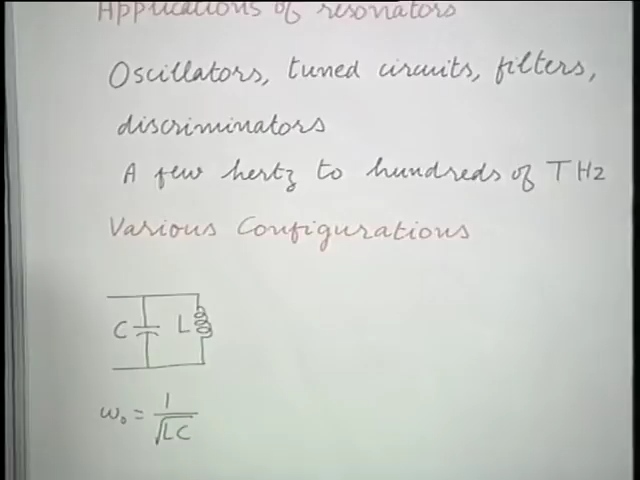 Applications of resonators
Oscillators, tuned circuits, filters,
discriminators
A few hertz to hundreds of THz
Various Configurations
C L
ω₀ = 1/√LC